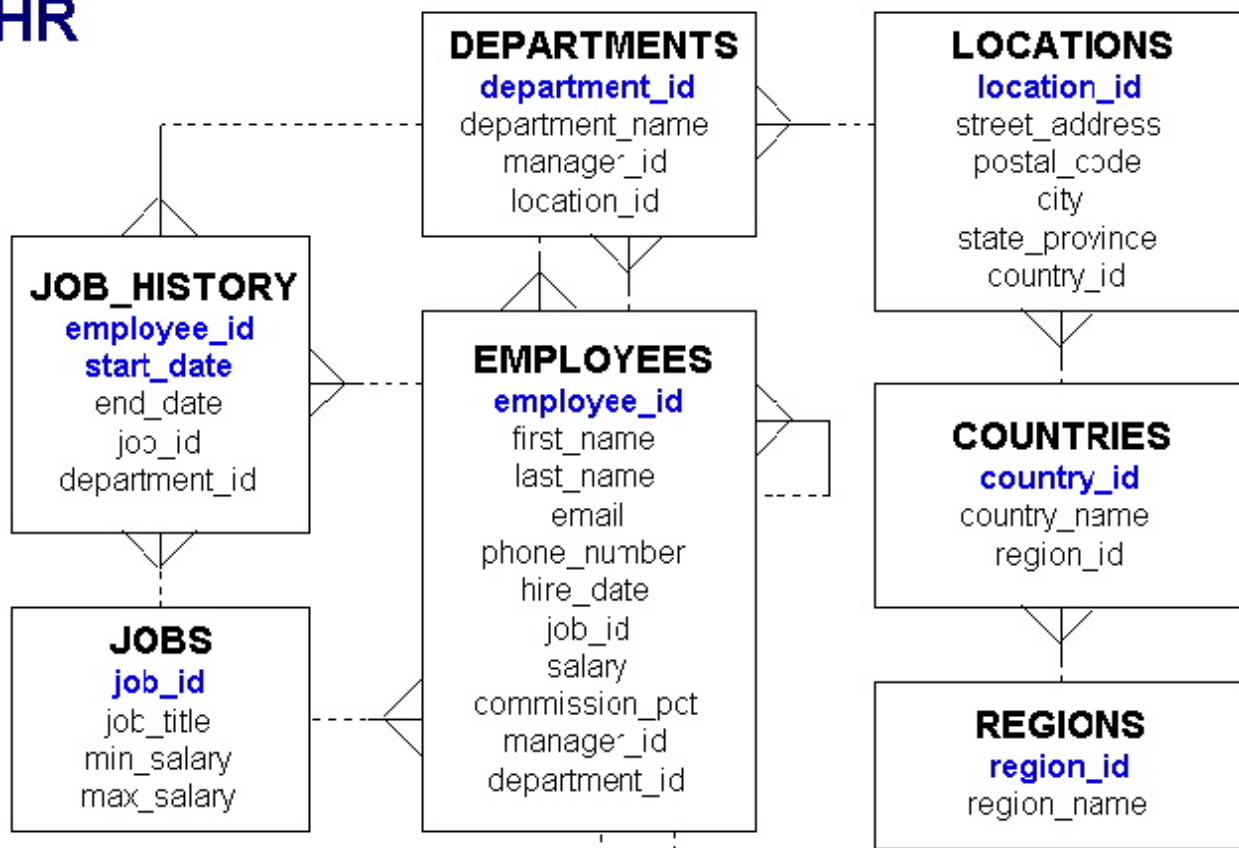 HR
DEPARTMENTS
department_id
department_name
manager_id
location_id
LOCATIONS
location_id
street_address
postal_code
city
state_province
country_id
JOB_HISTORY
employee_id
start_date
end_date
job_id
department_id
EMPLOYEES
employee_id
first_name
last_name
email
phone_number
hire_date
job_id
salary
commission_pct
manager_id
department_id
COUNTRIES
country_id
country_name
region_id
JOBS
job_id
job_title
min_salary
max_salary
REGIONS
region_id
region_name